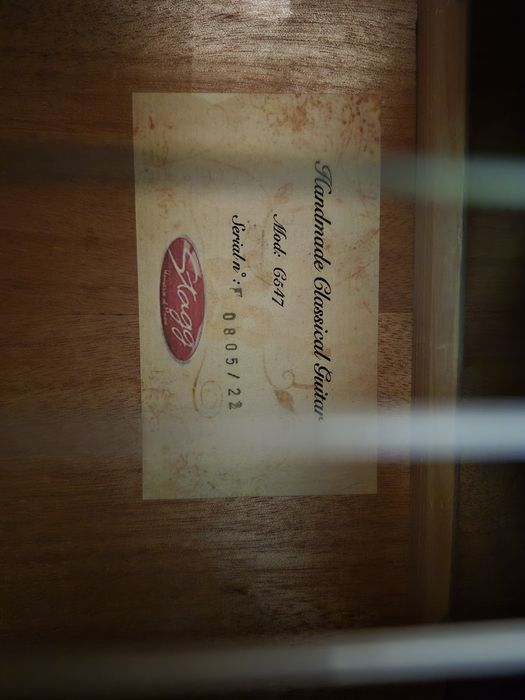 Handmade Classical Guitar
Mod: C547
Serial n° : F 0805/22
Stagg